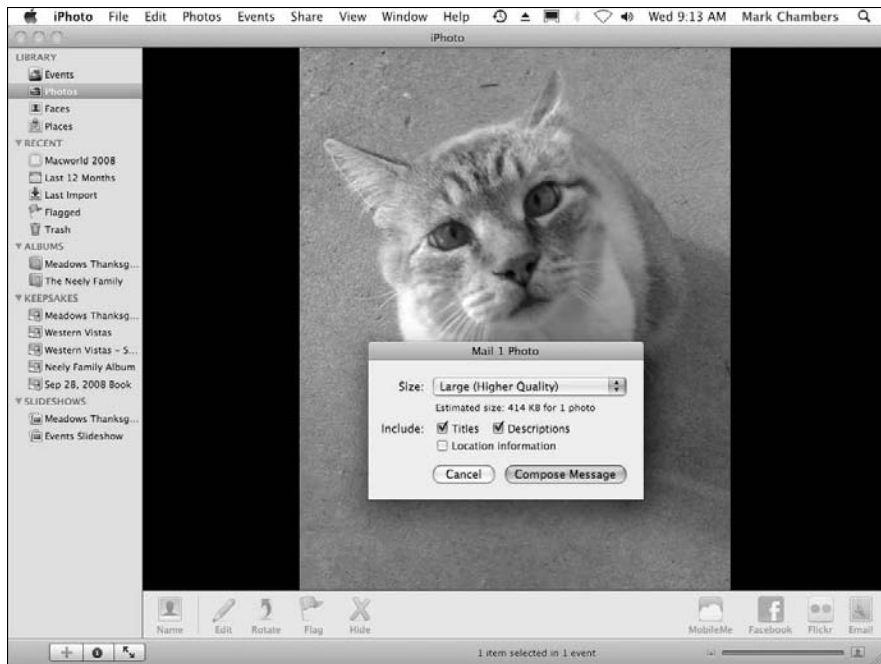 iPhoto File Edit Photos Events Share View Window Help Wed 9:13 AM Mark Chambers
iPhoto
LIBRARY
Events
Photos
Faces
Places
RECENT
Macworld 2008
Last 12 Months
Last Import
Flagged
Trash
ALBUMS
Meadows Thanksg...
The Neely Family
KEEPSAKES
Meadows Thanksg...
Western Vistas
Western Vistas – S...
Neely Family Album
Sep 28, 2008 Book
SLIDESHOWS
Meadows Thanksg...
Events Slideshow
Mail 1 Photo
Size: Large (Higher Quality)
Estimated size: 414 KB for 1 photo
Include: Titles Descriptions
Location information
Cancel Compose Message
Name Edit Rotate Flag Hide MobileMe Facebook Flickr Email
1 item selected in 1 event